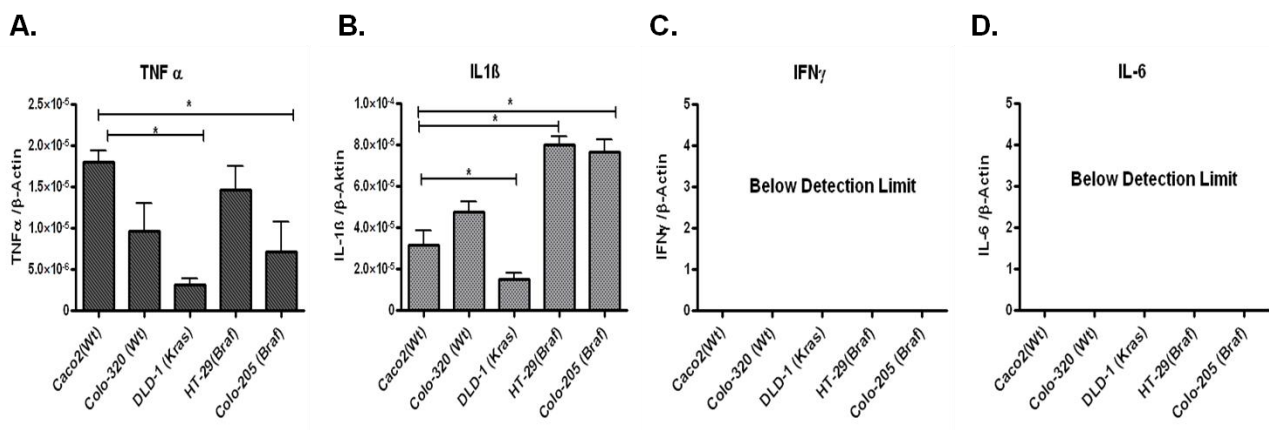 A.
TNF α
TNFα /β-Actin
2.5×10⁻⁵
2.0×10⁻⁵
1.5×10⁻⁵
1.0×10⁻⁵
5.0×10⁻⁶
0
*
*
Caco2(Wt)
Colo-320 (Wt)
DLD-1 (Kras)
HT-29(Braf)
Colo-205 (Braf)
B.
IL1ß
IL-1ß /β-Aktin
1.0×10⁻⁴
8.0×10⁻⁵
6.0×10⁻⁵
4.0×10⁻⁵
2.0×10⁻⁵
0
*
*
*
Caco2(Wt)
Colo-320 (Wt)
DLD-1 (Kras)
HT-29(Braf)
Colo-205 (Braf)
C.
IFNγ
IFNγ /β-Actin
5
4
3
2
1
0
Below Detection Limit
Caco2(Wt)
Colo-320 (Wt)
DLD-1 (Kras)
HT-29(Braf)
Colo-205 (Braf)
D.
IL-6
IL-6 /β-Actin
5
4
3
2
1
0
Below Detection Limit
Caco2(Wt)
Colo-320 (Wt)
DLD-1 (Kras)
HT-29(Braf)
Colo-205 (Braf)